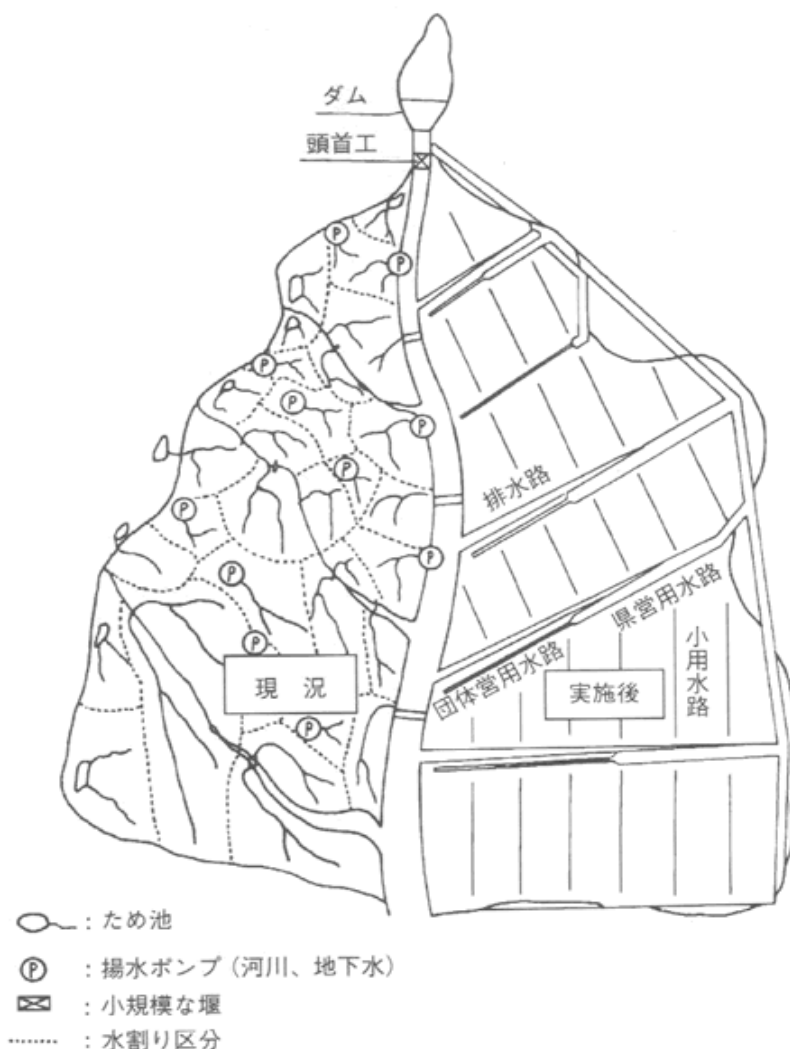 ダム
頭首工
排水路
県営用水路
団体営用水路
小用水路
現 況
実施後
P
P
P
P
P
P
P
P
P
P
P
：ため池
P ：揚水ポンプ（河川、地下水）
：小規模な堰
：水割り区分